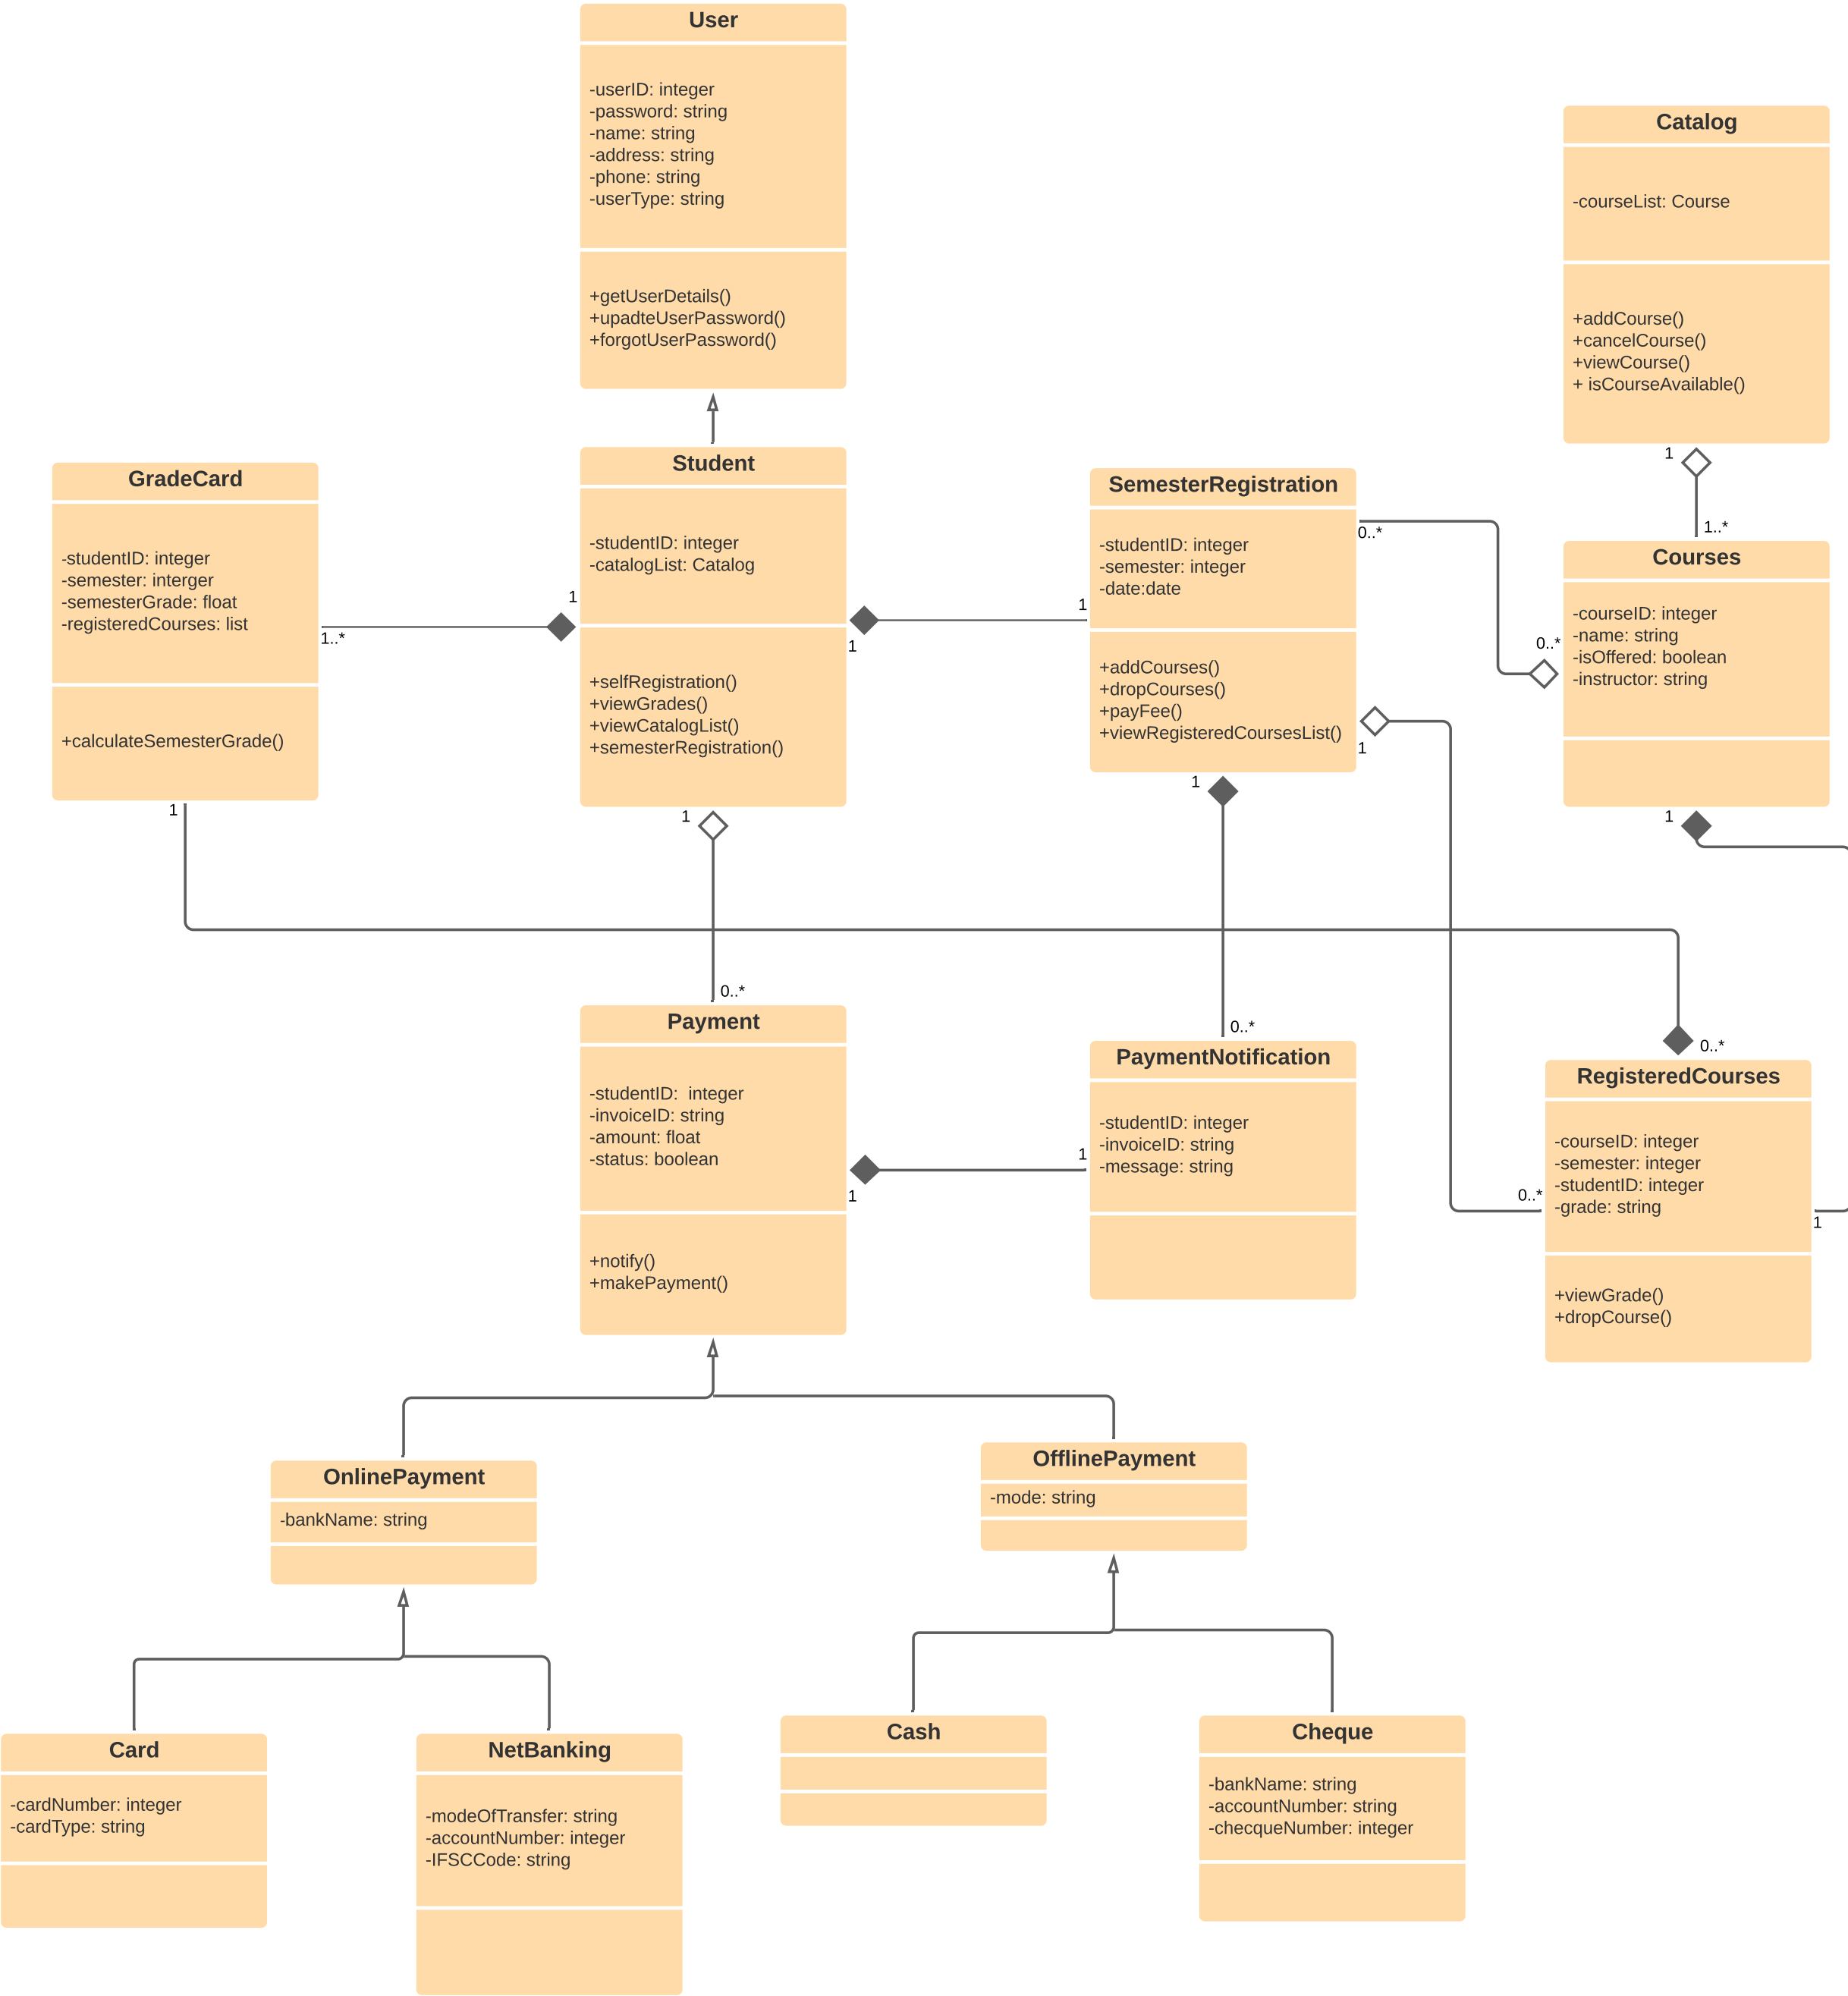 User
-userID: integer
-password: string
-name: string
-address: string
-phone: string
-userType: string
+getUserDetails()
+upadteUserPassword()
+forgotUserPassword()
Catalog
-courseList: Course
+addCourse()
+cancelCourse()
+viewCourse()
+ isCourseAvailable()
1
1..*
GradeCard
-studentID: integer
-semester: interger
-semesterGrade: float
-registeredCourses: list
+calculateSemesterGrade()
1..*
1
1
Student
-studentID: integer
-catalogList: Catalog
+selfRegistration()
+viewGrades()
+viewCatalogList()
+semesterRegistration()
1
1
1
SemesterRegistration
-studentID: integer
-semester: integer
-date:date
+addCourses()
+dropCourses()
+payFee()
+viewRegisteredCoursesList()
0..*
0..*
1
1
Courses
-courseID: integer
-name: string
-isOffered: boolean
-instructor: string
1
0..*
Payment
-studentID:  integer
-invoiceID: string
-amount: float
-status: boolean
+notify()
+makePayment()
1
1
0..*
PaymentNotification
-studentID: integer
-invoiceID: string
-message: string
0..*
0..*
RegisteredCourses
-courseID: integer
-semester: integer
-studentID: integer
-grade: string
+viewGrade()
+dropCourse()
1
OnlinePayment
-bankName: string
OfflinePayment
-mode: string
Card
-cardNumber: integer
-cardType: string
NetBanking
-modeOfTransfer: string
-accountNumber: integer
-IFSCCode: string
Cash
Cheque
-bankName: string
-accountNumber: string
-checqueNumber: integer